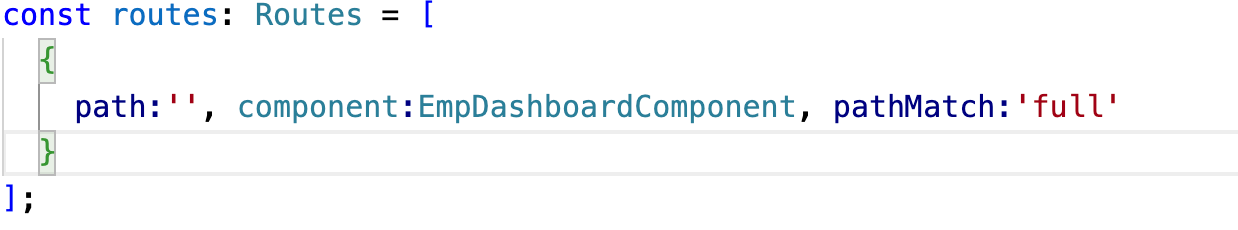 const routes: Routes = [
{
path:'', component:EmpDashboardComponent, pathMatch:'full'
}
];